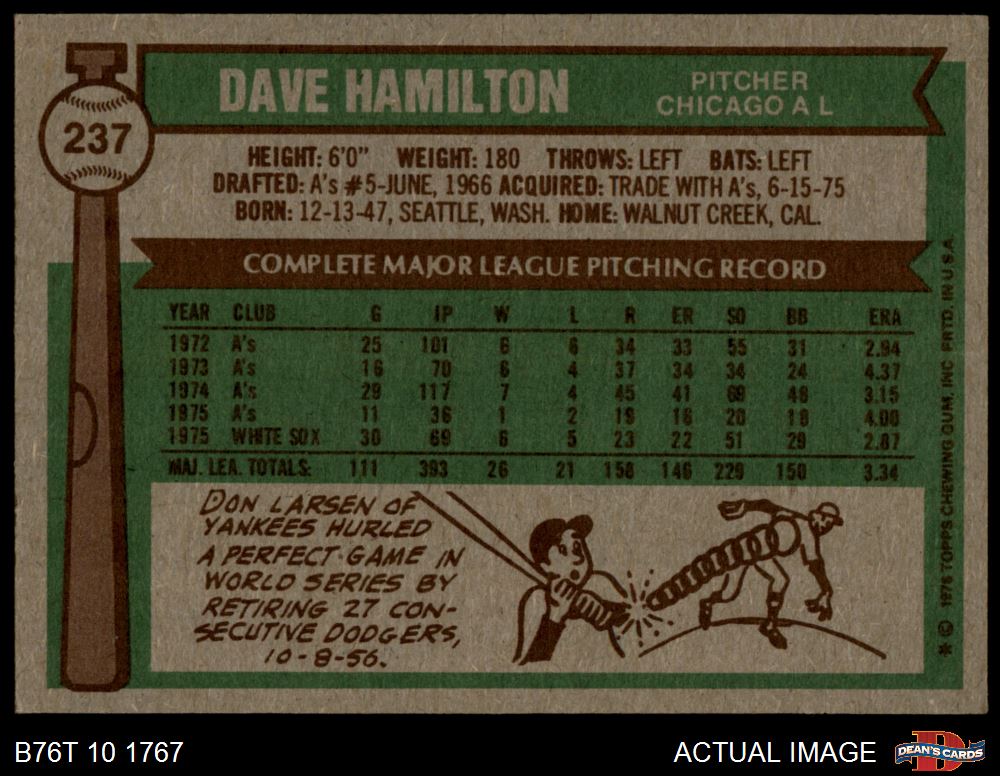 237
DAVE HAMILTON
PITCHER
CHICAGO A L
HEIGHT: 6'0" WEIGHT: 180 THROWS: LEFT BATS: LEFT
DRAFTED: A's #5-JUNE, 1966 ACQUIRED: TRADE WITH A's, 6-15-75
BORN: 12-13-47, SEATTLE, WASH. HOME: WALNUT CREEK, CAL.
COMPLETE MAJOR LEAGUE PITCHING RECORD
YEAR CLUB G IP W L R ER SO BB ERA
1972 A's 25 101 6 6 34 33 55 31 2.94
1973 A's 16 70 6 4 37 34 34 24 4.37
1974 A's 29 117 7 4 45 41 69 48 3.15
1975 A's 11 36 1 2 19 16 20 18 4.00
1975 WHITE SOX 30 69 6 5 23 22 51 29 2.87
MAJ. LEA. TOTALS: 111 393 26 21 158 146 229 150 3.34
DON LARSEN OF
YANKEES HURLED
A PERFECT GAME IN
WORLD SERIES BY
RETIRING 27 CON-
SECUTIVE DODGERS,
10-8-56.
* © 1976 TOPPS CHEWING GUM, INC. PRTD. IN U.S.A.
B76T 10 1767
ACTUAL IMAGE
DEAN'S CARDS